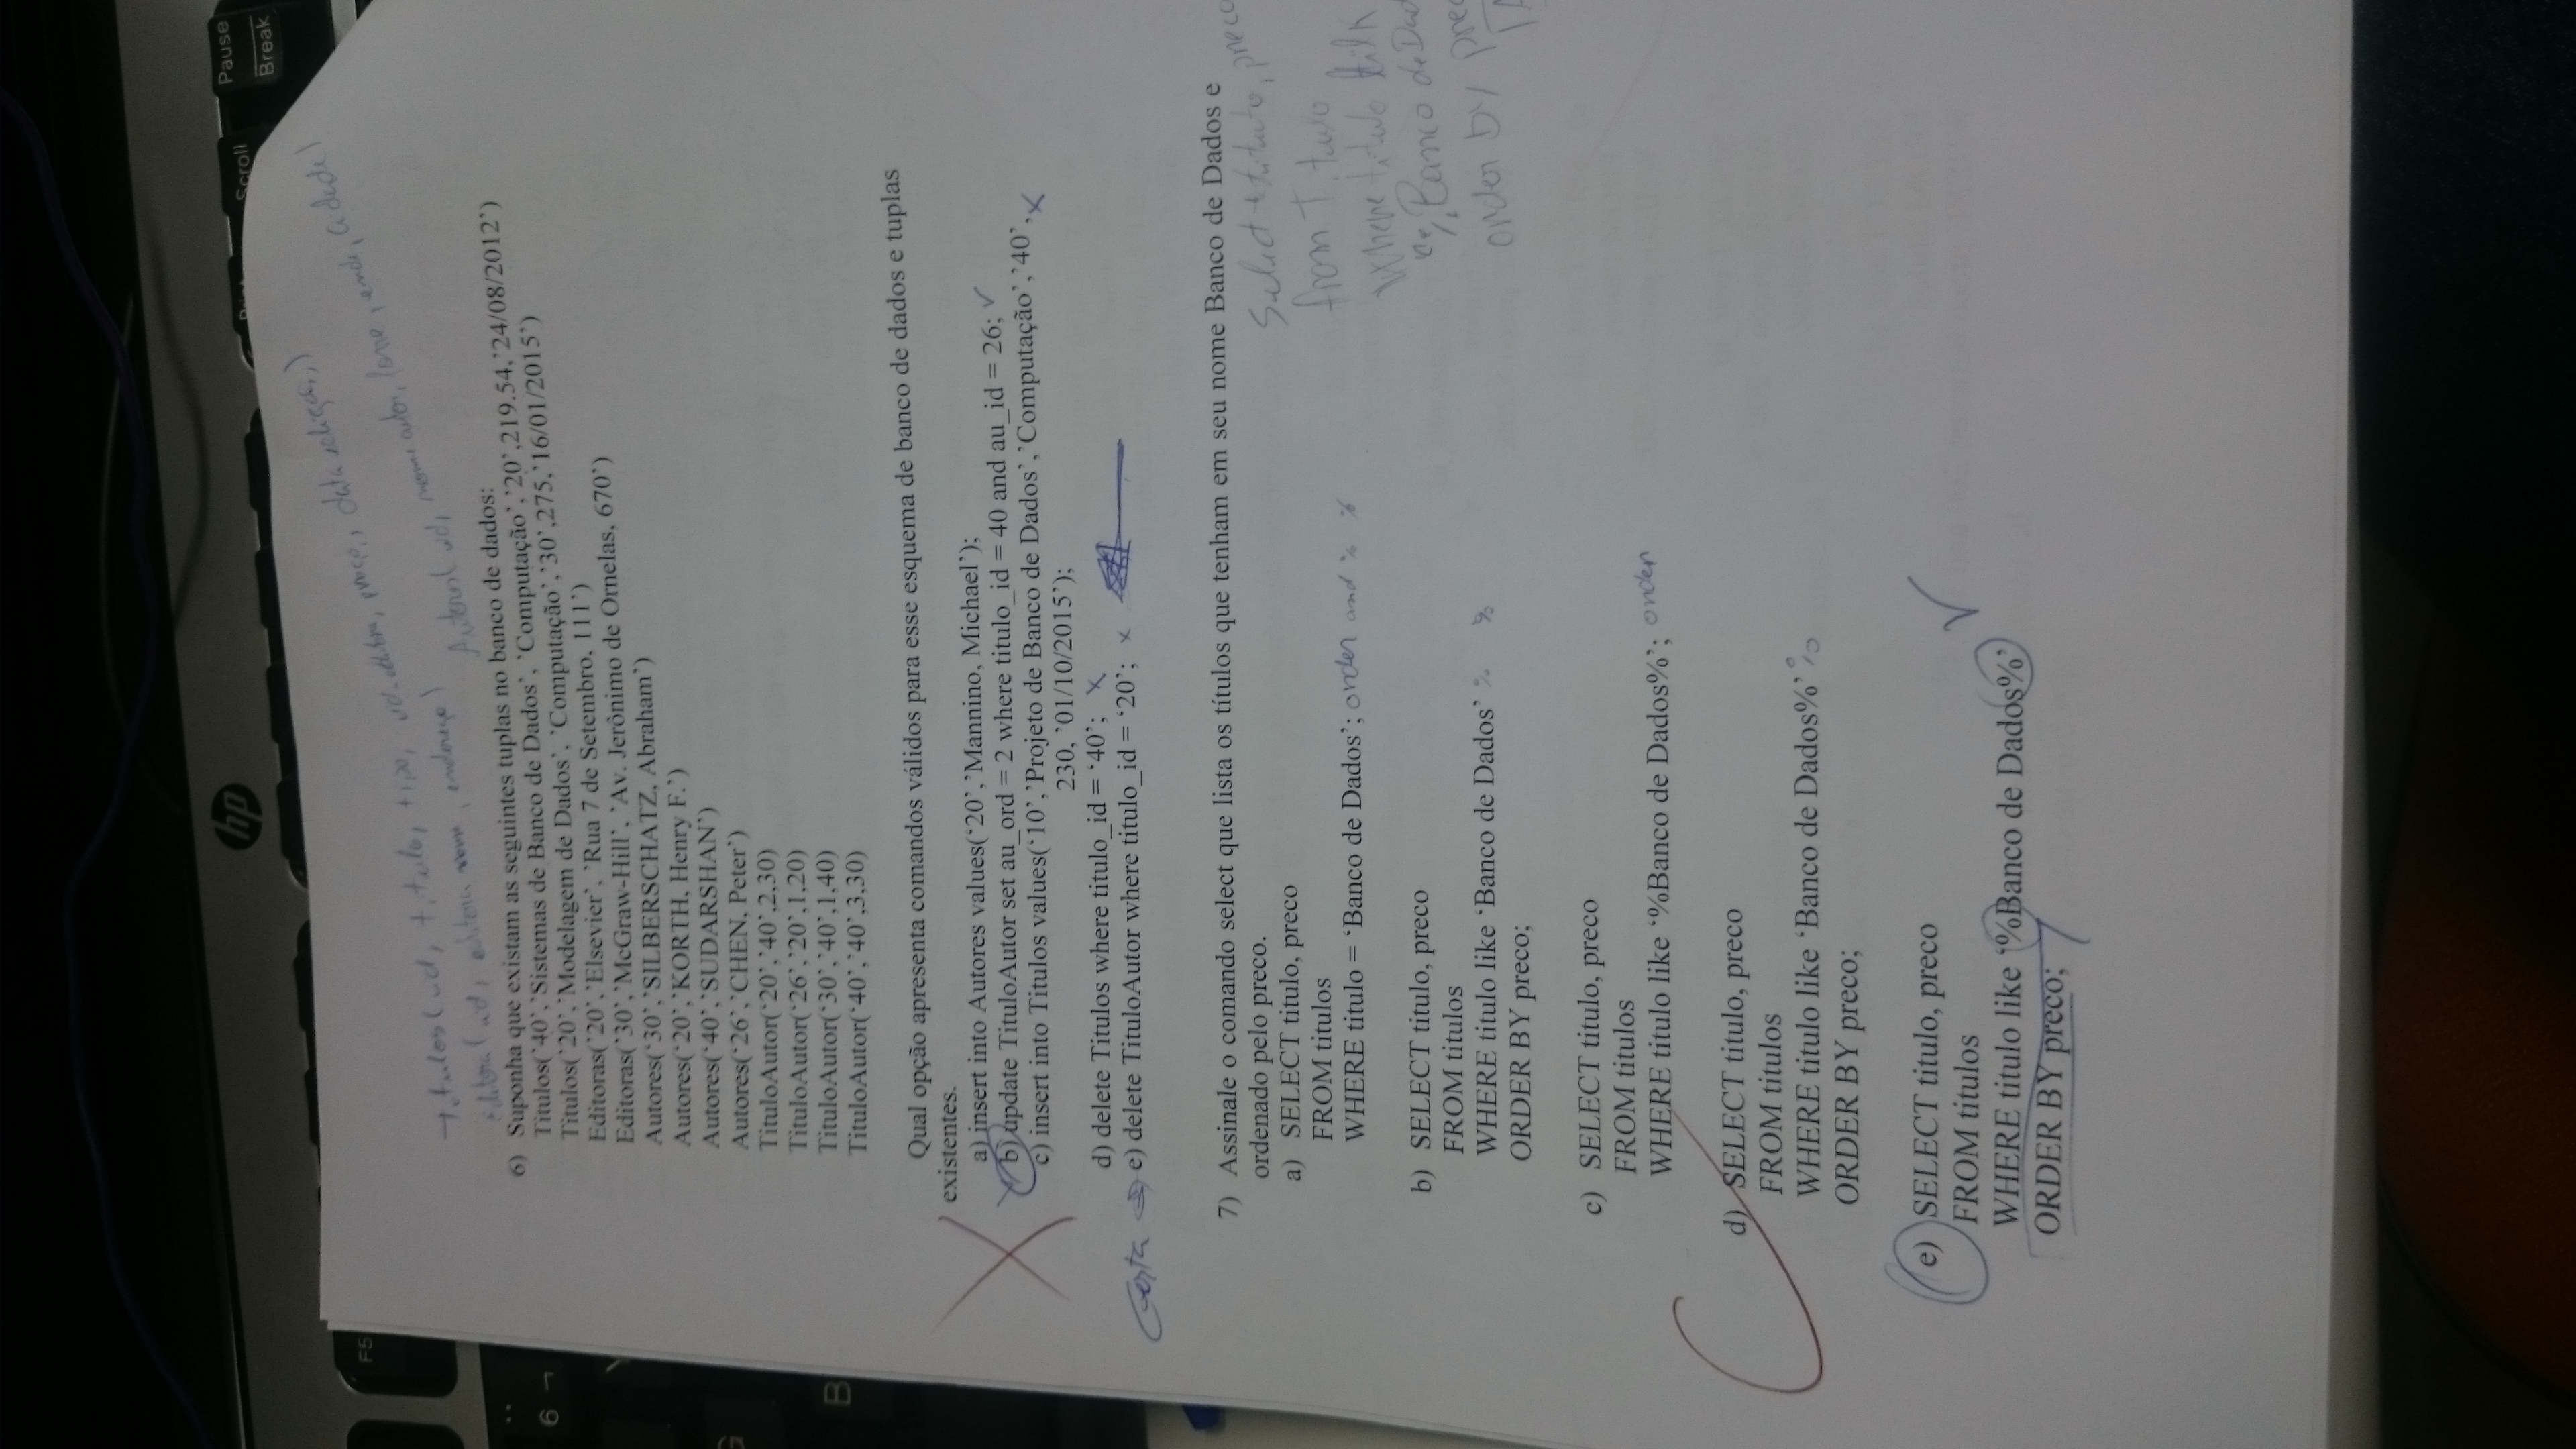 hp
Scroll
Pause
Break
F5
6 ¬
G
B
Titulos(id, titulo, tipo, id_editora, preço, data edição,)
Editora(id, editora nome, endereço)
Autores(id, nome autor, fone, ende, cidade)
6) Suponha que existam as seguintes tuplas no banco de dados:
Titulos('40','Sistemas de Banco de Dados', 'Computação','20',219.54,'24/08/2012')
Titulos('20','Modelagem de Dados', 'Computação','30',275,'16/01/2015')
Editoras('20','Elsevier', 'Rua 7 de Setembro, 111')
Editoras('30','McGraw-Hill', 'Av. Jerônimo de Ornelas, 670')
Autores('30','SILBERSCHATZ, Abraham')
Autores('20','KORTH, Henry F.')
Autores('40','SUDARSHAN')
Autores('26','CHEN, Peter')
TituloAutor('20','40',2,30)
TituloAutor('26','20',1,20)
TituloAutor('30','40',1,40)
TituloAutor('40','40',3,30)
Qual opção apresenta comandos válidos para esse esquema de banco de dados e tuplas
existentes.
a) insert into Autores values('20','Mannino, Michael');
b) update TituloAutor set au_ord = 2 where titulo_id = 40 and au_id = 26; ✓
c) insert into Titulos values('10','Projeto de Banco de Dados','Computação','40', x
230, '01/10/2015');
d) delete Titulos where titulo_id = '40'; x
Certa e) delete TituloAutor where titulo_id = '20'; x
7) Assinale o comando select que lista os títulos que tenham em seu nome Banco de Dados e
ordenado pelo preco.
a) SELECT titulo, preco
FROM titulos
WHERE titulo = 'Banco de Dados'; order and % %
b) SELECT titulo, preco
FROM titulos
WHERE titulo like 'Banco de Dados' % %
ORDER BY preco;
c) SELECT titulo, preco
FROM titulos
WHERE titulo like '%Banco de Dados%'; order
d) SELECT titulo, preco
FROM titulos
WHERE titulo like 'Banco de Dados%' %
ORDER BY preco;
e) SELECT titulo, preco
FROM titulos
WHERE titulo like '%Banco de Dados%'
ORDER BY preco;
Select titulo, preco
from Titulo
Where titulo
%Banco de Dad
order by prec